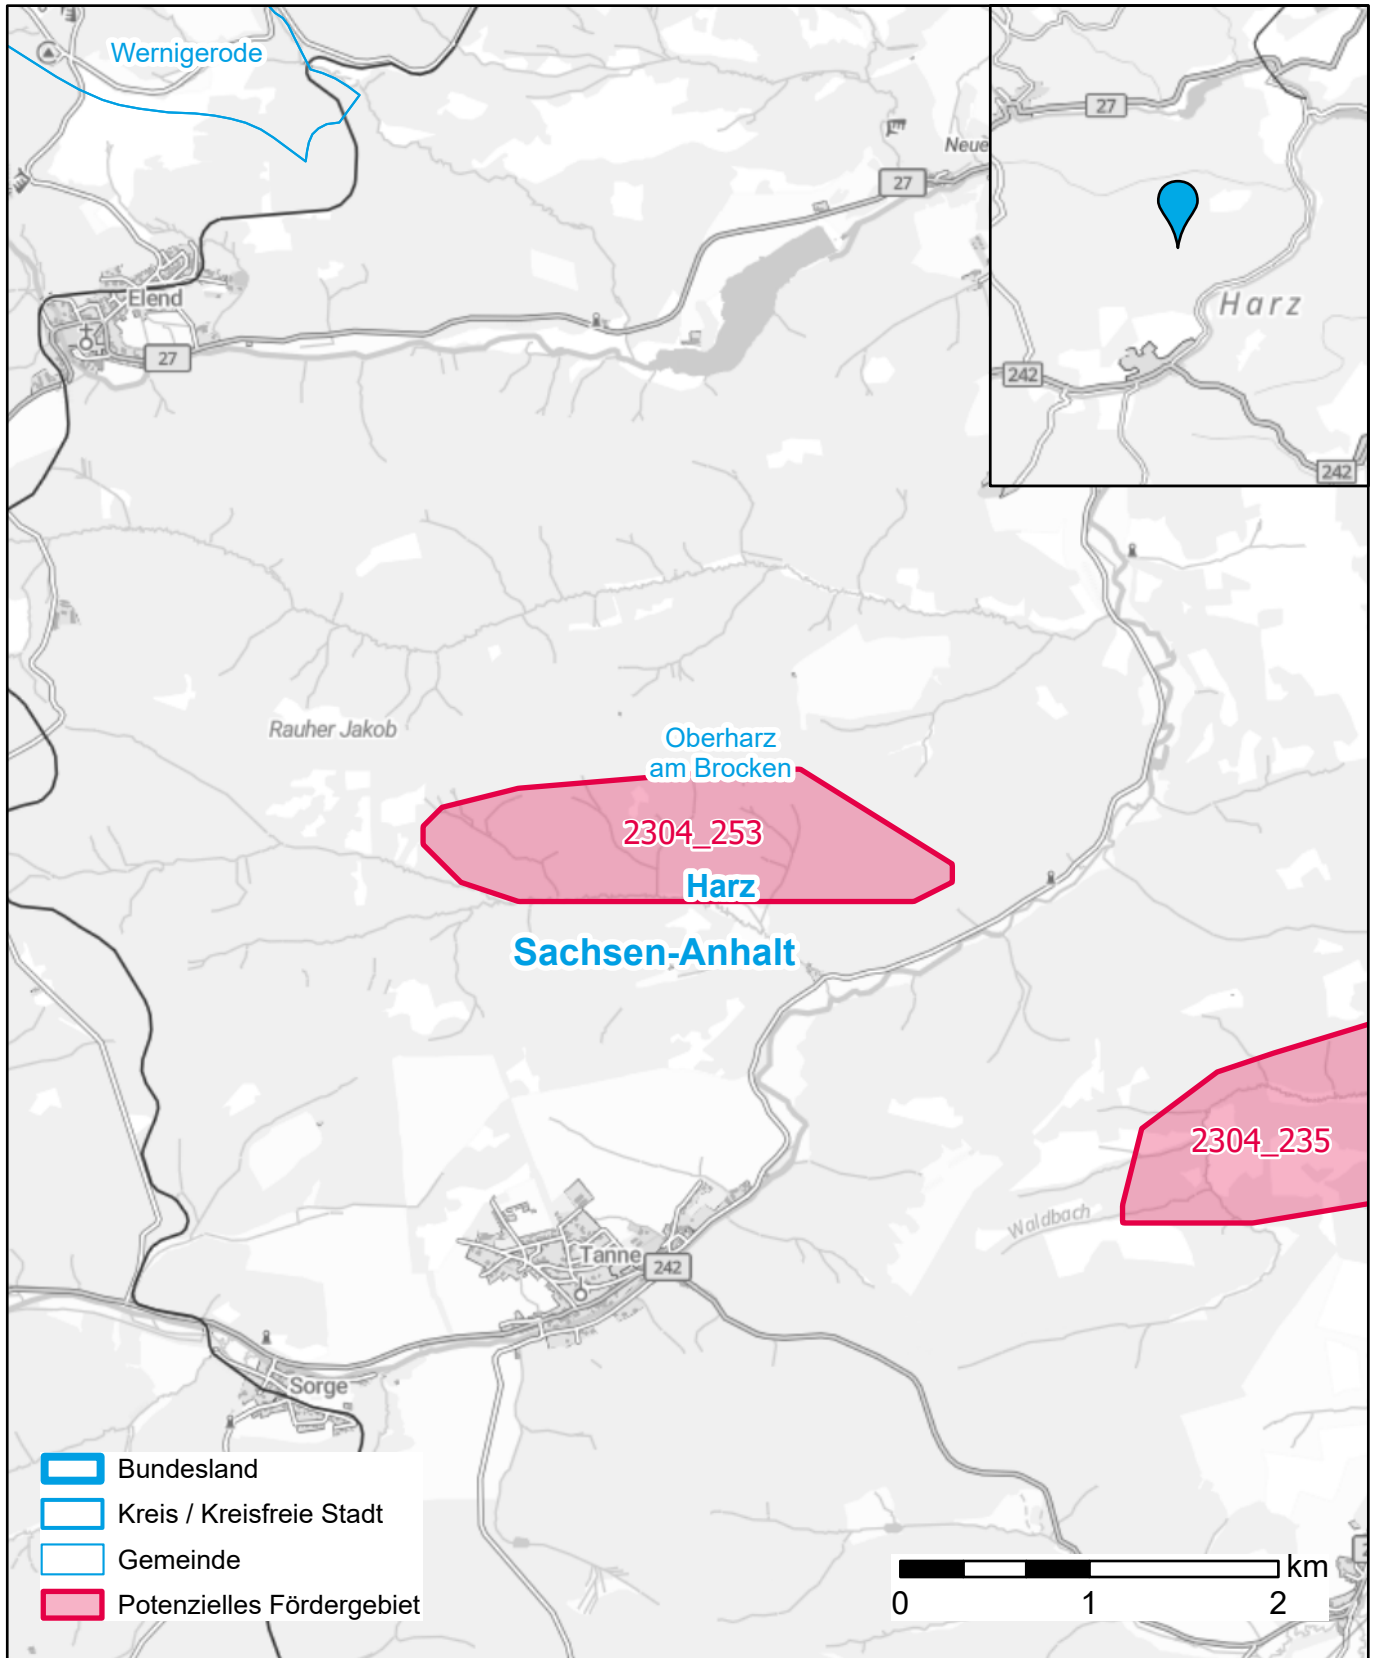 Wernigerode
27
Neue
27
Harz
242
242
27
Elend
27
Rauher Jakob
Oberharz
am Brocken
2304_253
Harz
Sachsen-Anhalt
2304_235
Waldbach
Tanne
242
Sorge
Bundesland
Kreis / Kreisfreie Stadt
Gemeinde
Potenzielles Fördergebiet
km
0 1 2